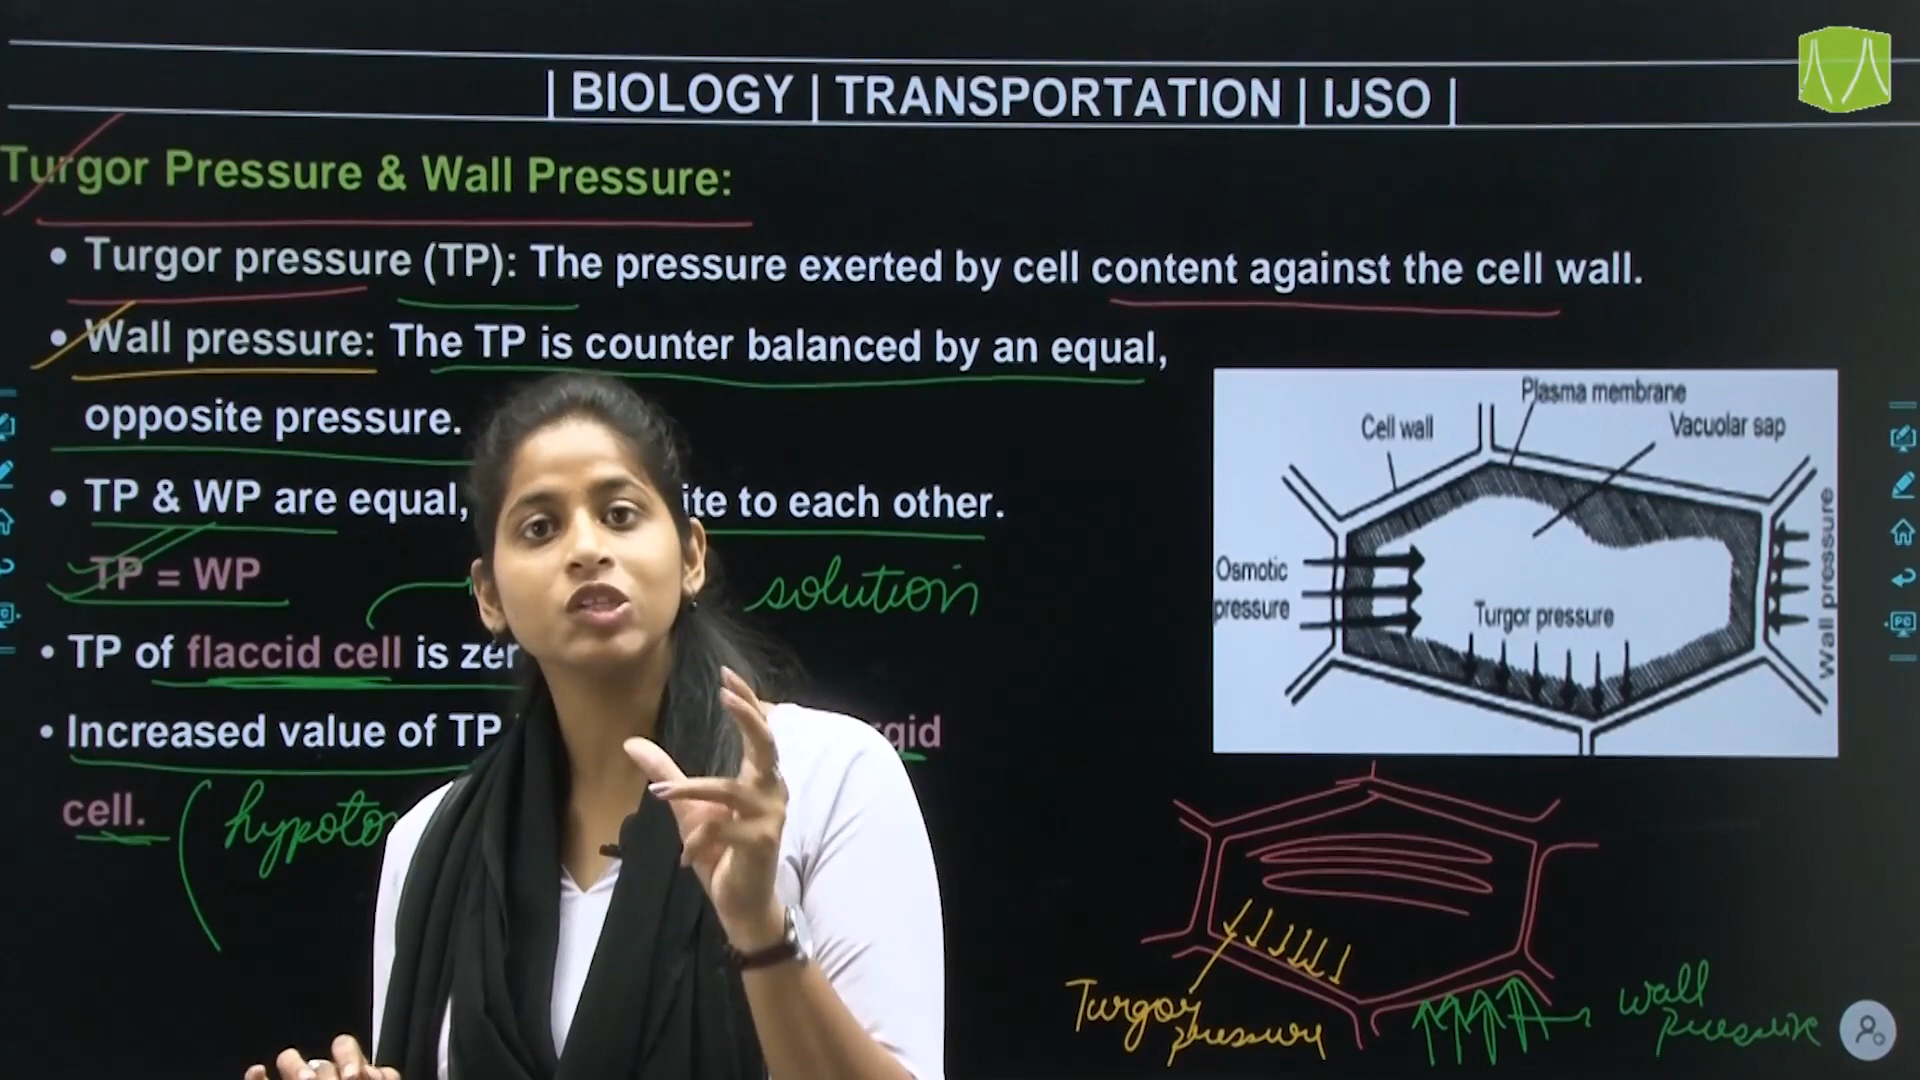 | BIOLOGY | TRANSPORTATION | IJSO |
Turgor Pressure & Wall Pressure:
• Turgor pressure (TP): The pressure exerted by cell content against the cell wall.
• Wall pressure: The TP is counter balanced by an equal,
opposite pressure.
• TP & WP are equal, ite to each other.
TP = WP
solution
• TP of flaccid cell is zer
• Increased value of TP gid
cell.
hypoto
Plasma membrane
Cell wall
Vacuolar sap
Osmotic
pressure
Turgor pressure
Wall pressure
Turgor
pressure
wall
pressure
PC